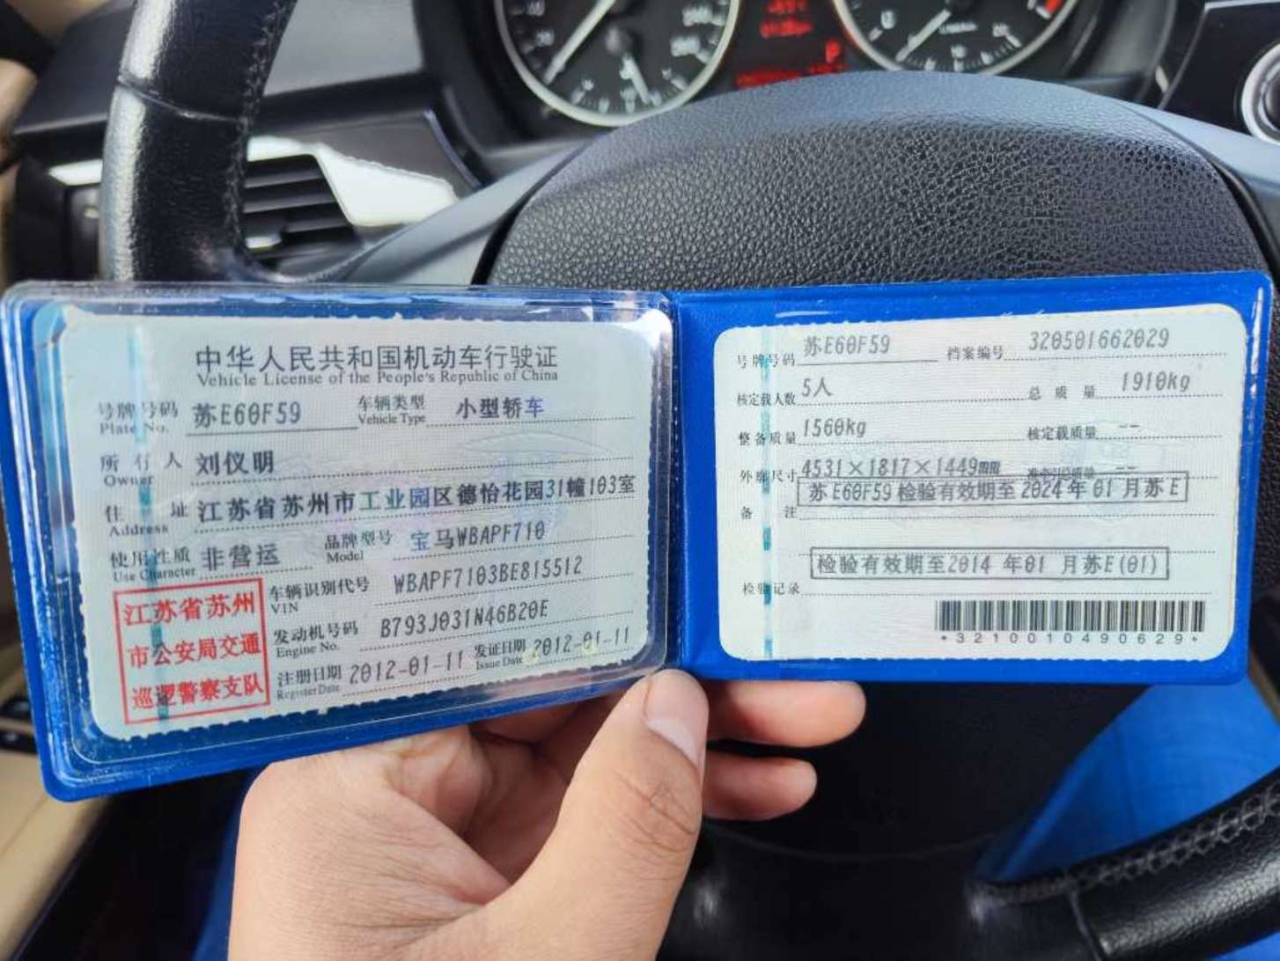 中华人民共和国机动车行驶证
Vehicle License of the People's Republic of China
号牌号码 苏E60F59 车辆类型 小型轿车
Plate No. Vehicle Type
所有人 刘仪明
Owner
住址 江苏省苏州市工业园区德怡花园31幢103室
Address
使用性质 非营运 品牌型号 宝马WBAPF710
Use Character Model
江苏省苏州
市公安局交通
巡逻警察支队
车辆识别代号 WBAPF7103BE815512
VIN
发动机号码 B793J031N46B20E
Engine No.
注册日期 2012-01-11 发证日期 2012-01-11
Register Date Issue Date
号牌号码 苏E60F59 档案编号 320501662029
核定载人数 5人 总质量 1910kg
整备质量 1560kg 核定载质量 --
外廓尺寸 4531×1817×1449mm 准牵引总质量 --
苏E60F59 检验有效期至2024年01月苏E
备注
检验有效期至2014年01月苏E(01)
检验记录
*3210010490629*